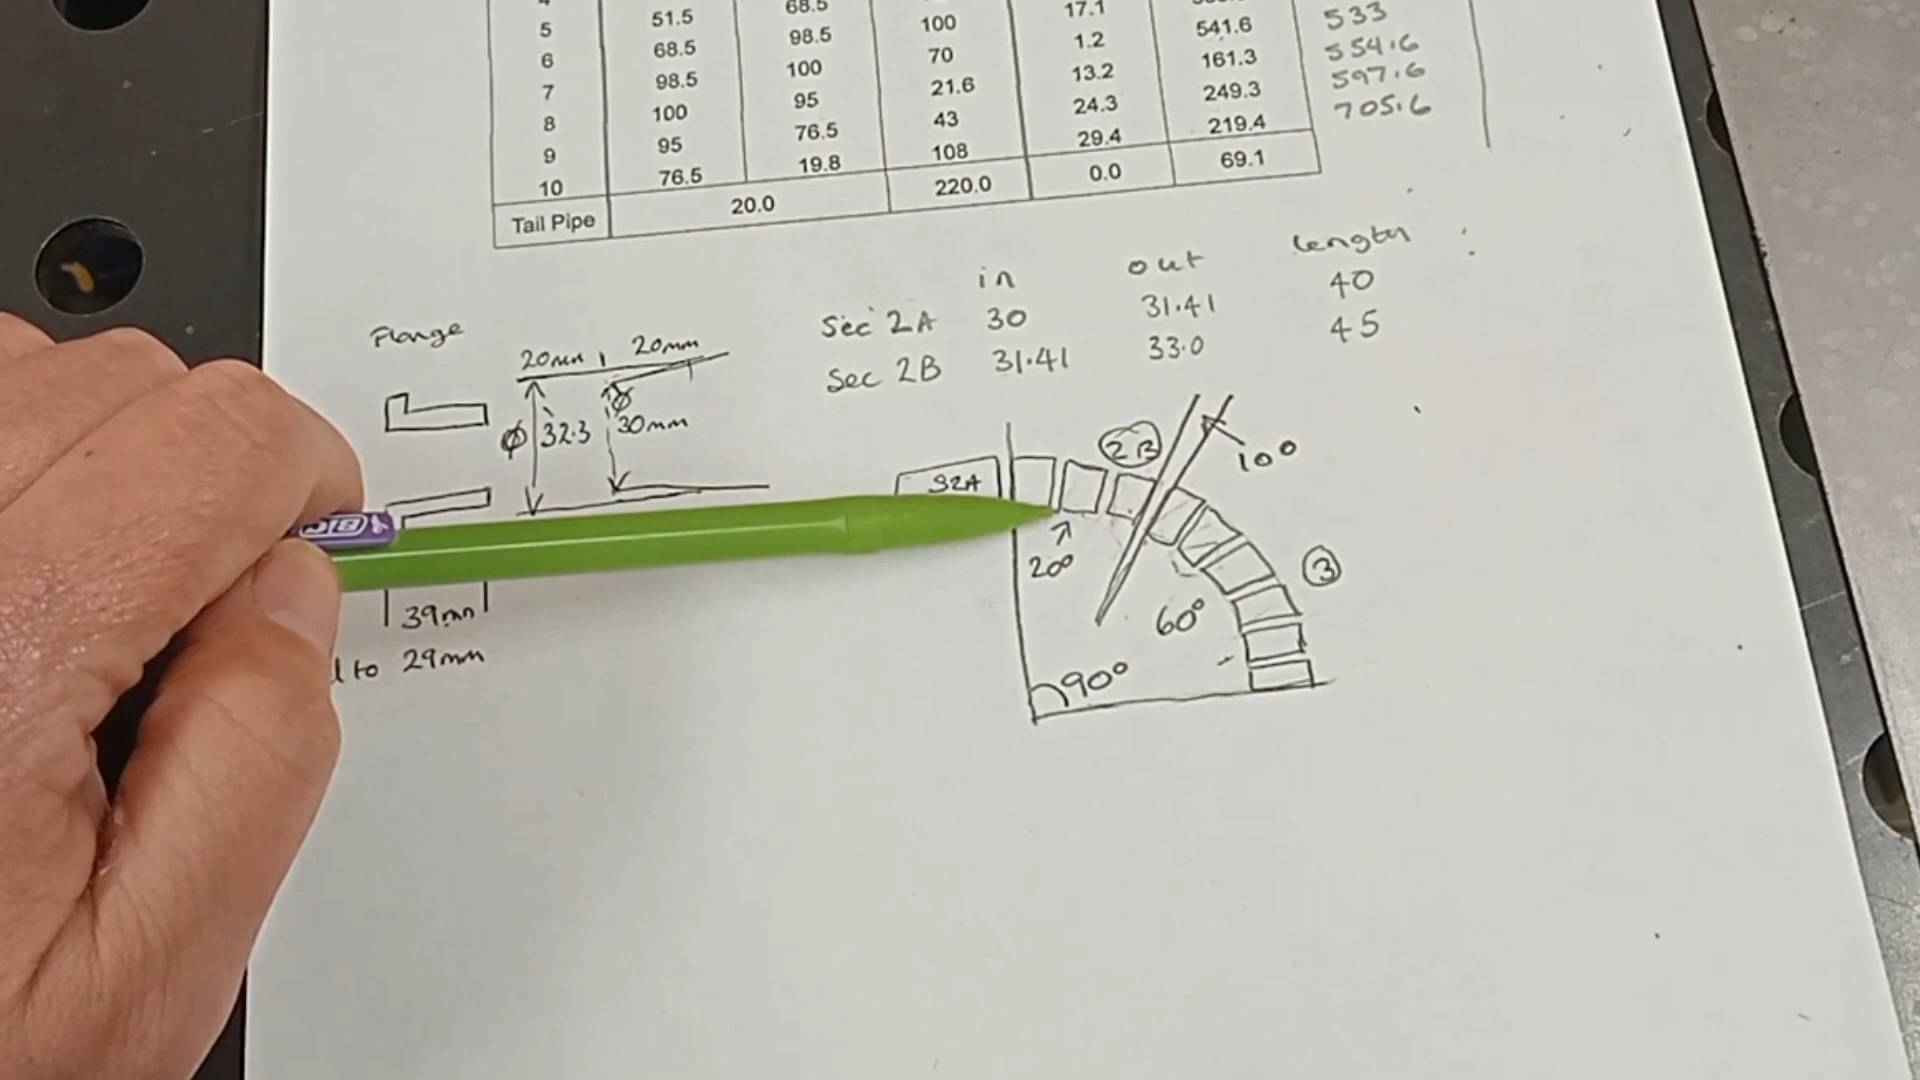 5 51.5 68.5
6 68.5 98.5 100 17.1
7 98.5 100 70 1.2 541.6 533
8 100 95 21.6 13.2 161.3 554.6
9 95 76.5 43 24.3 249.3 597.6
10 76.5 19.8 108 29.4 219.4 705.6
Tail Pipe 20.0 220.0 0.0 69.1
in out length
Sec 2A 30 31.41 40
Sec 2B 31.41 33.0 45
Flange
20mm 20mm
Ø 32.3
Ø 30mm
39mm
to 29mm
S2A
2B
10°
20°
3
60°
90°
BIC